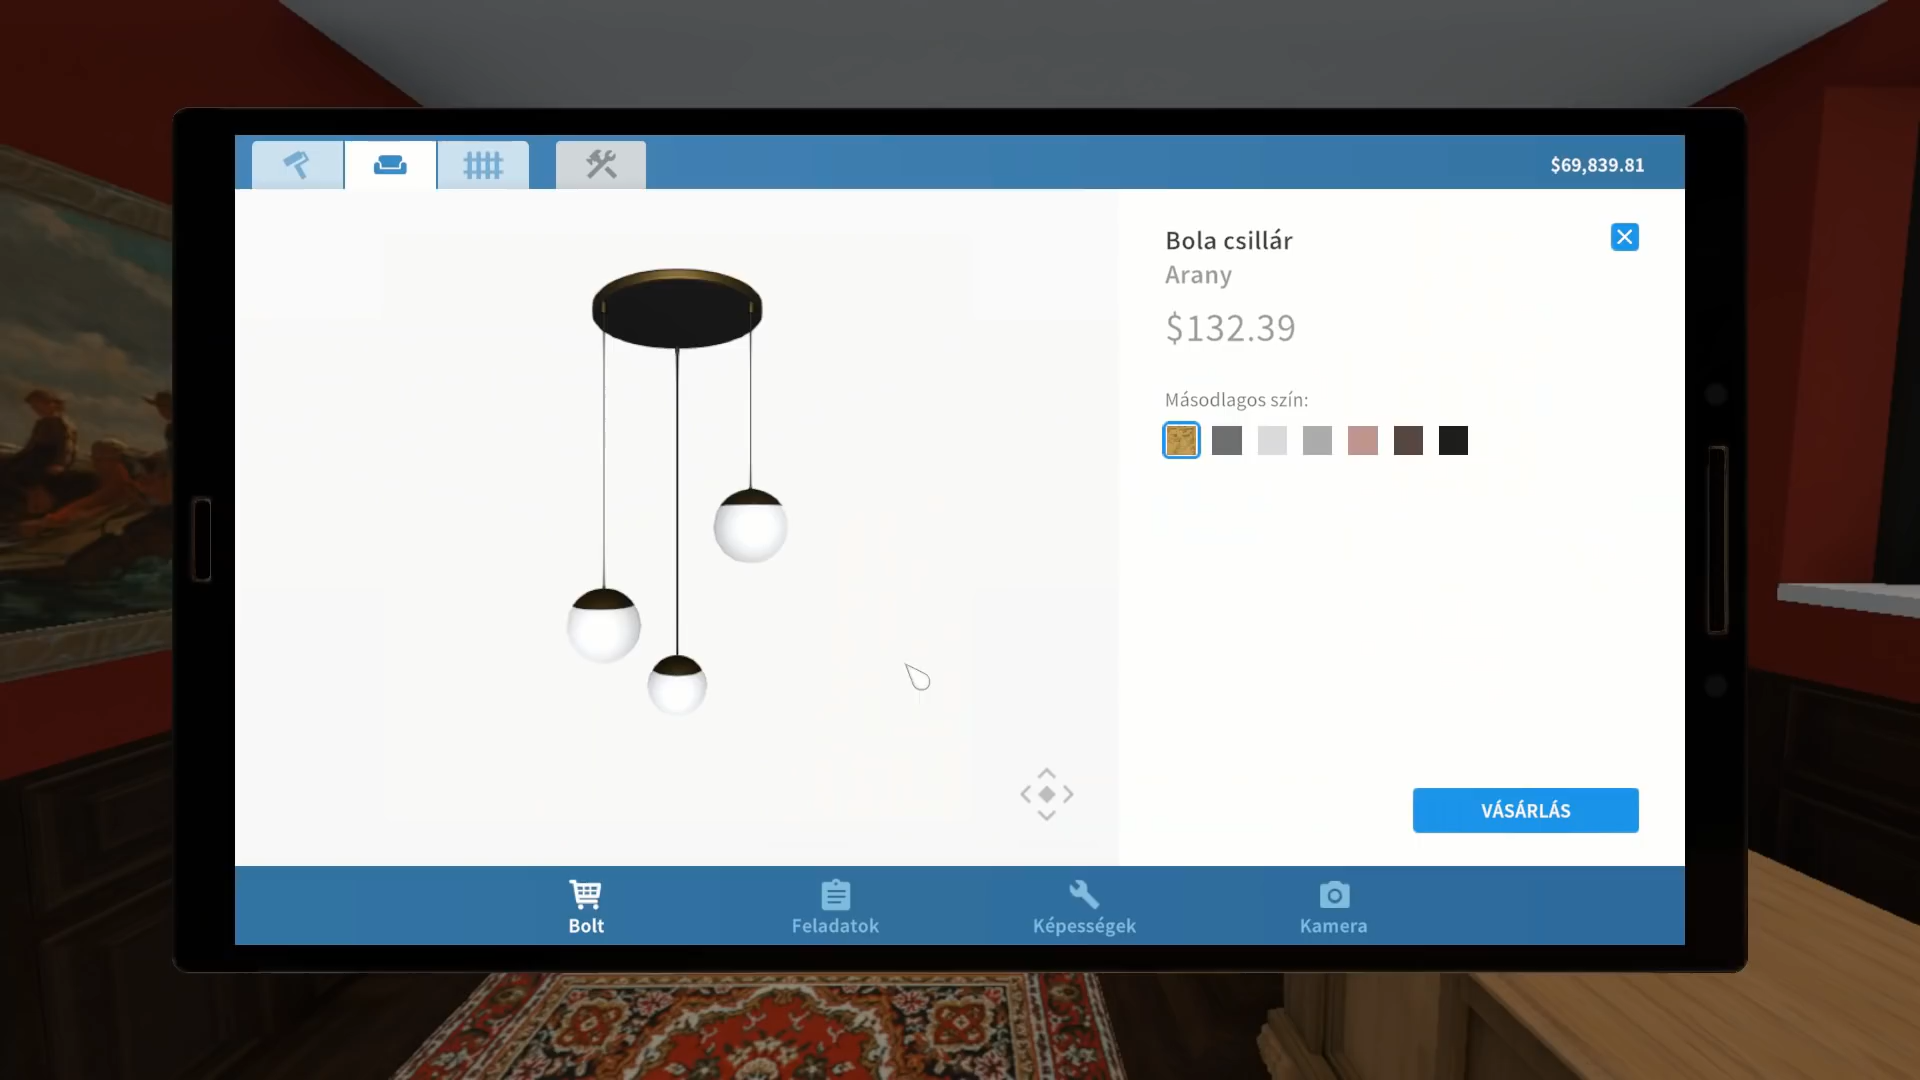 $69,839.81
Bola csillár
Arany
$132.39
Másodlagos szín:
VÁSÁRLÁS
Bolt
Feladatok
Képességek
Kamera